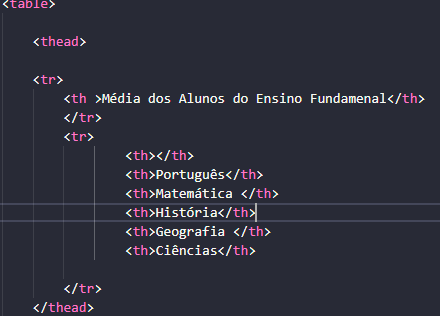 <table>
<thead>
<tr>
<th >Média dos Alunos do Ensino Fundamenal</th>
</tr>
<tr>
<th></th>
<th>Português</th>
<th>Matemática </th>
<th>História</th>
<th>Geografia </th>
<th>Ciências</th>
</tr>
</thead>